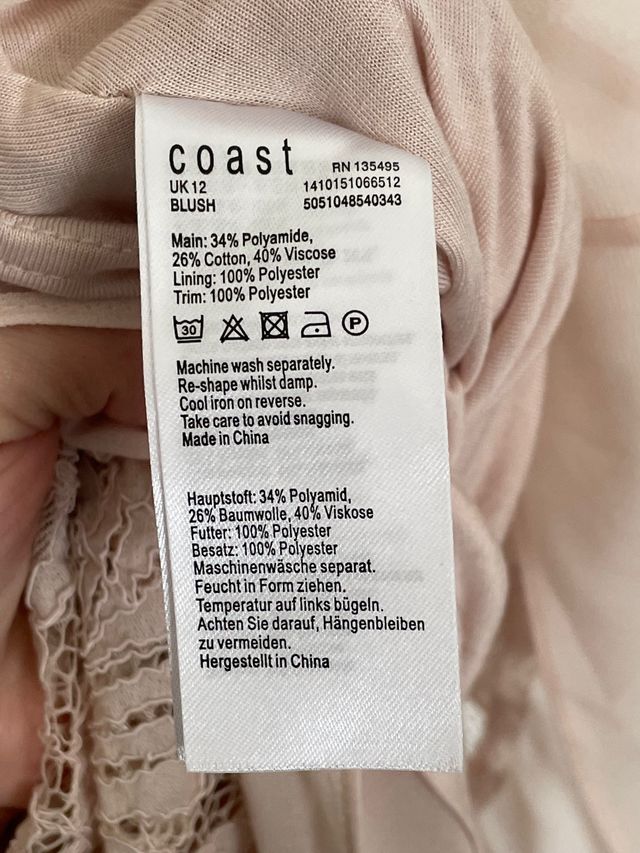 coast RN 135495
UK 12 1410151066512
BLUSH 5051048540343
Main: 34% Polyamide,
26% Cotton, 40% Viscose
Lining: 100% Polyester
Trim: 100% Polyester
30 P
Machine wash separately.
Re-shape whilst damp.
Cool iron on reverse.
Take care to avoid snagging.
Made in China
Hauptstoff: 34% Polyamid,
26% Baumwolle, 40% Viskose
Futter: 100% Polyester
Besatz: 100% Polyester
Maschinenwäsche separat.
Feucht in Form ziehen.
Temperatur auf links bügeln.
Achten Sie darauf, Hängenbleiben
zu vermeiden.
Hergestellt in China